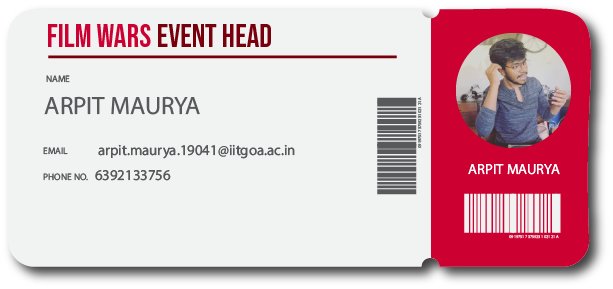 FILM WARS EVENT HEAD
NAME
ARPIT MAURYA
EMAIL arpit.maurya.19041@iitgoa.ac.in
PHONE NO. 6392133756
ARPIT MAURYA